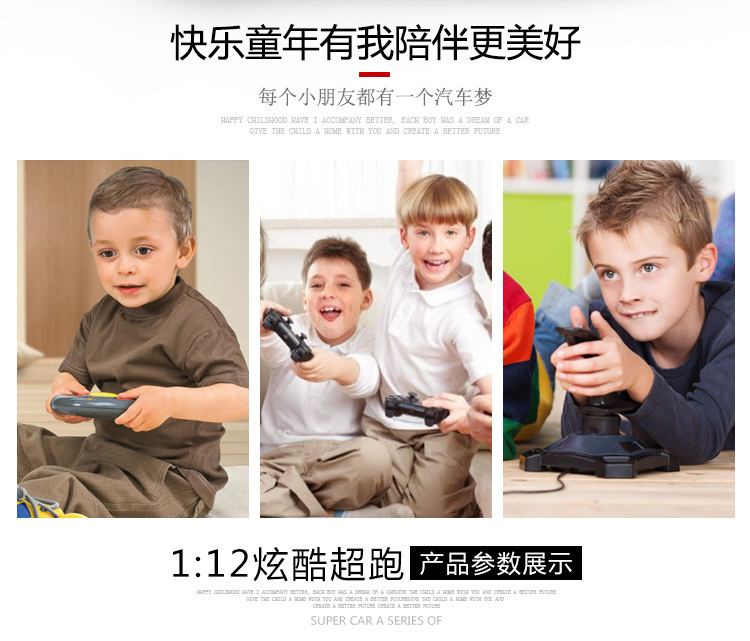 快乐童年有我陪伴更美好
每个小朋友都有一个汽车梦
HAPPY CHILDHOOD HAVE I ACCOMPANY BETTER, EACH BOY HAS A DREAM OF A CAR
GIVE THE CHILD A HOME WITH YOU AND CREATE A BETTER FUTURE
1:12炫酷超跑 产品参数展示
HAPPY CHILDHOOD HAVE I ACCOMPANY BETTER, EACH BOY HAS A DREAM OF A CARGIVE THE CHILD A HOME WITH YOU AND CREATE A BETTER FUTURE
GIVE THE CHILD A HOME WITH YOU AND CREATE A BETTER FUTUREGIVE THE CHILD A HOME WITH YOU AND
CREATE A BETTER FUTURE CREATE A BETTER FUTURE
SUPER CAR A SERIES OF